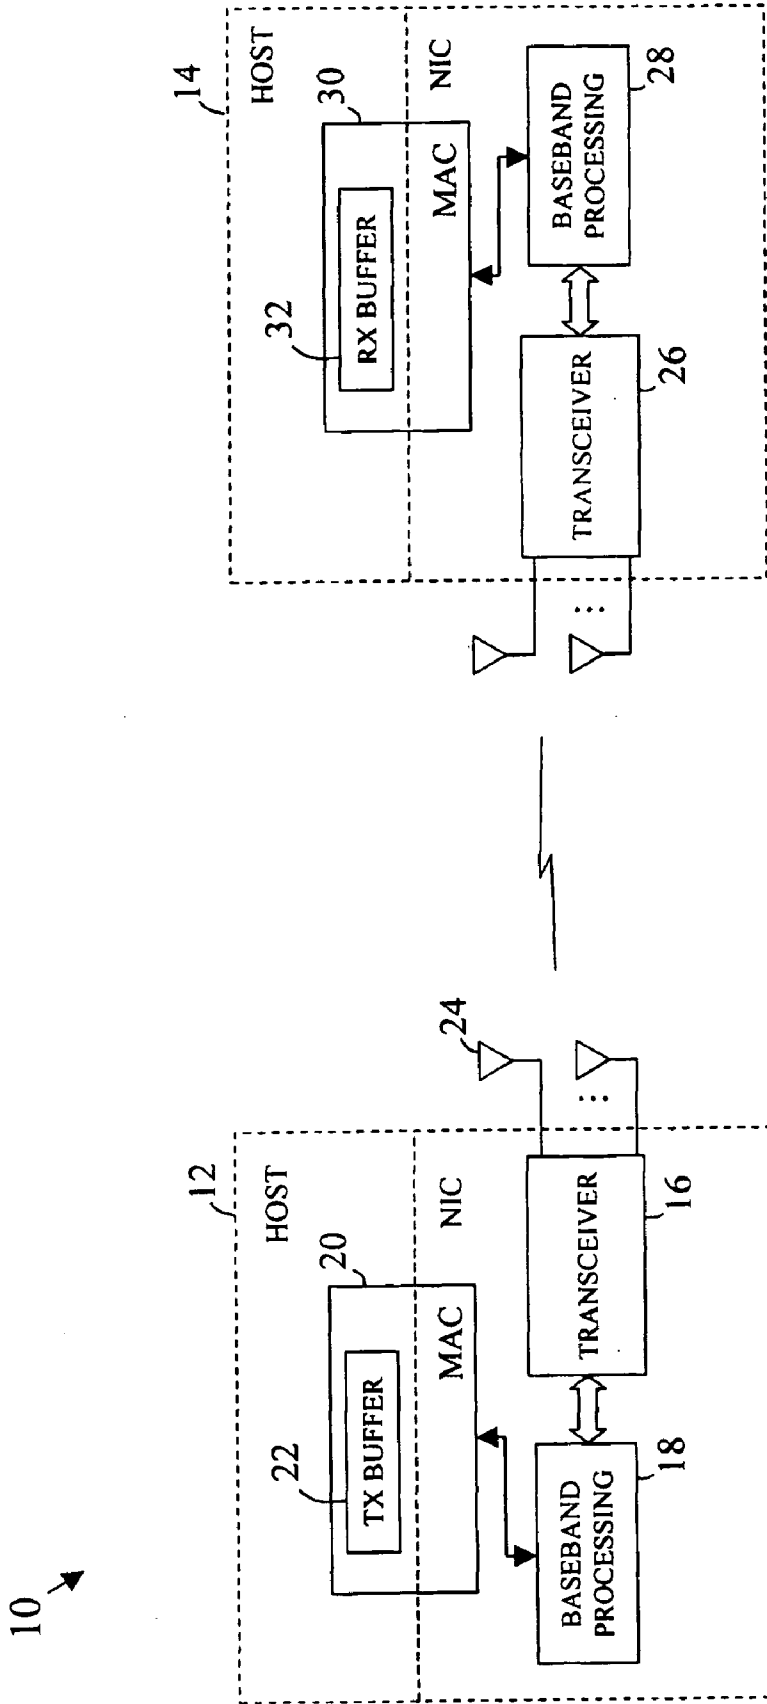 10
12
HOST
20
22
TX BUFFER
MAC
NIC
BASEBAND
PROCESSING
18
TRANSCEIVER
16
24
14
HOST
30
32
RX BUFFER
MAC
NIC
TRANSCEIVER
26
BASEBAND
PROCESSING
28